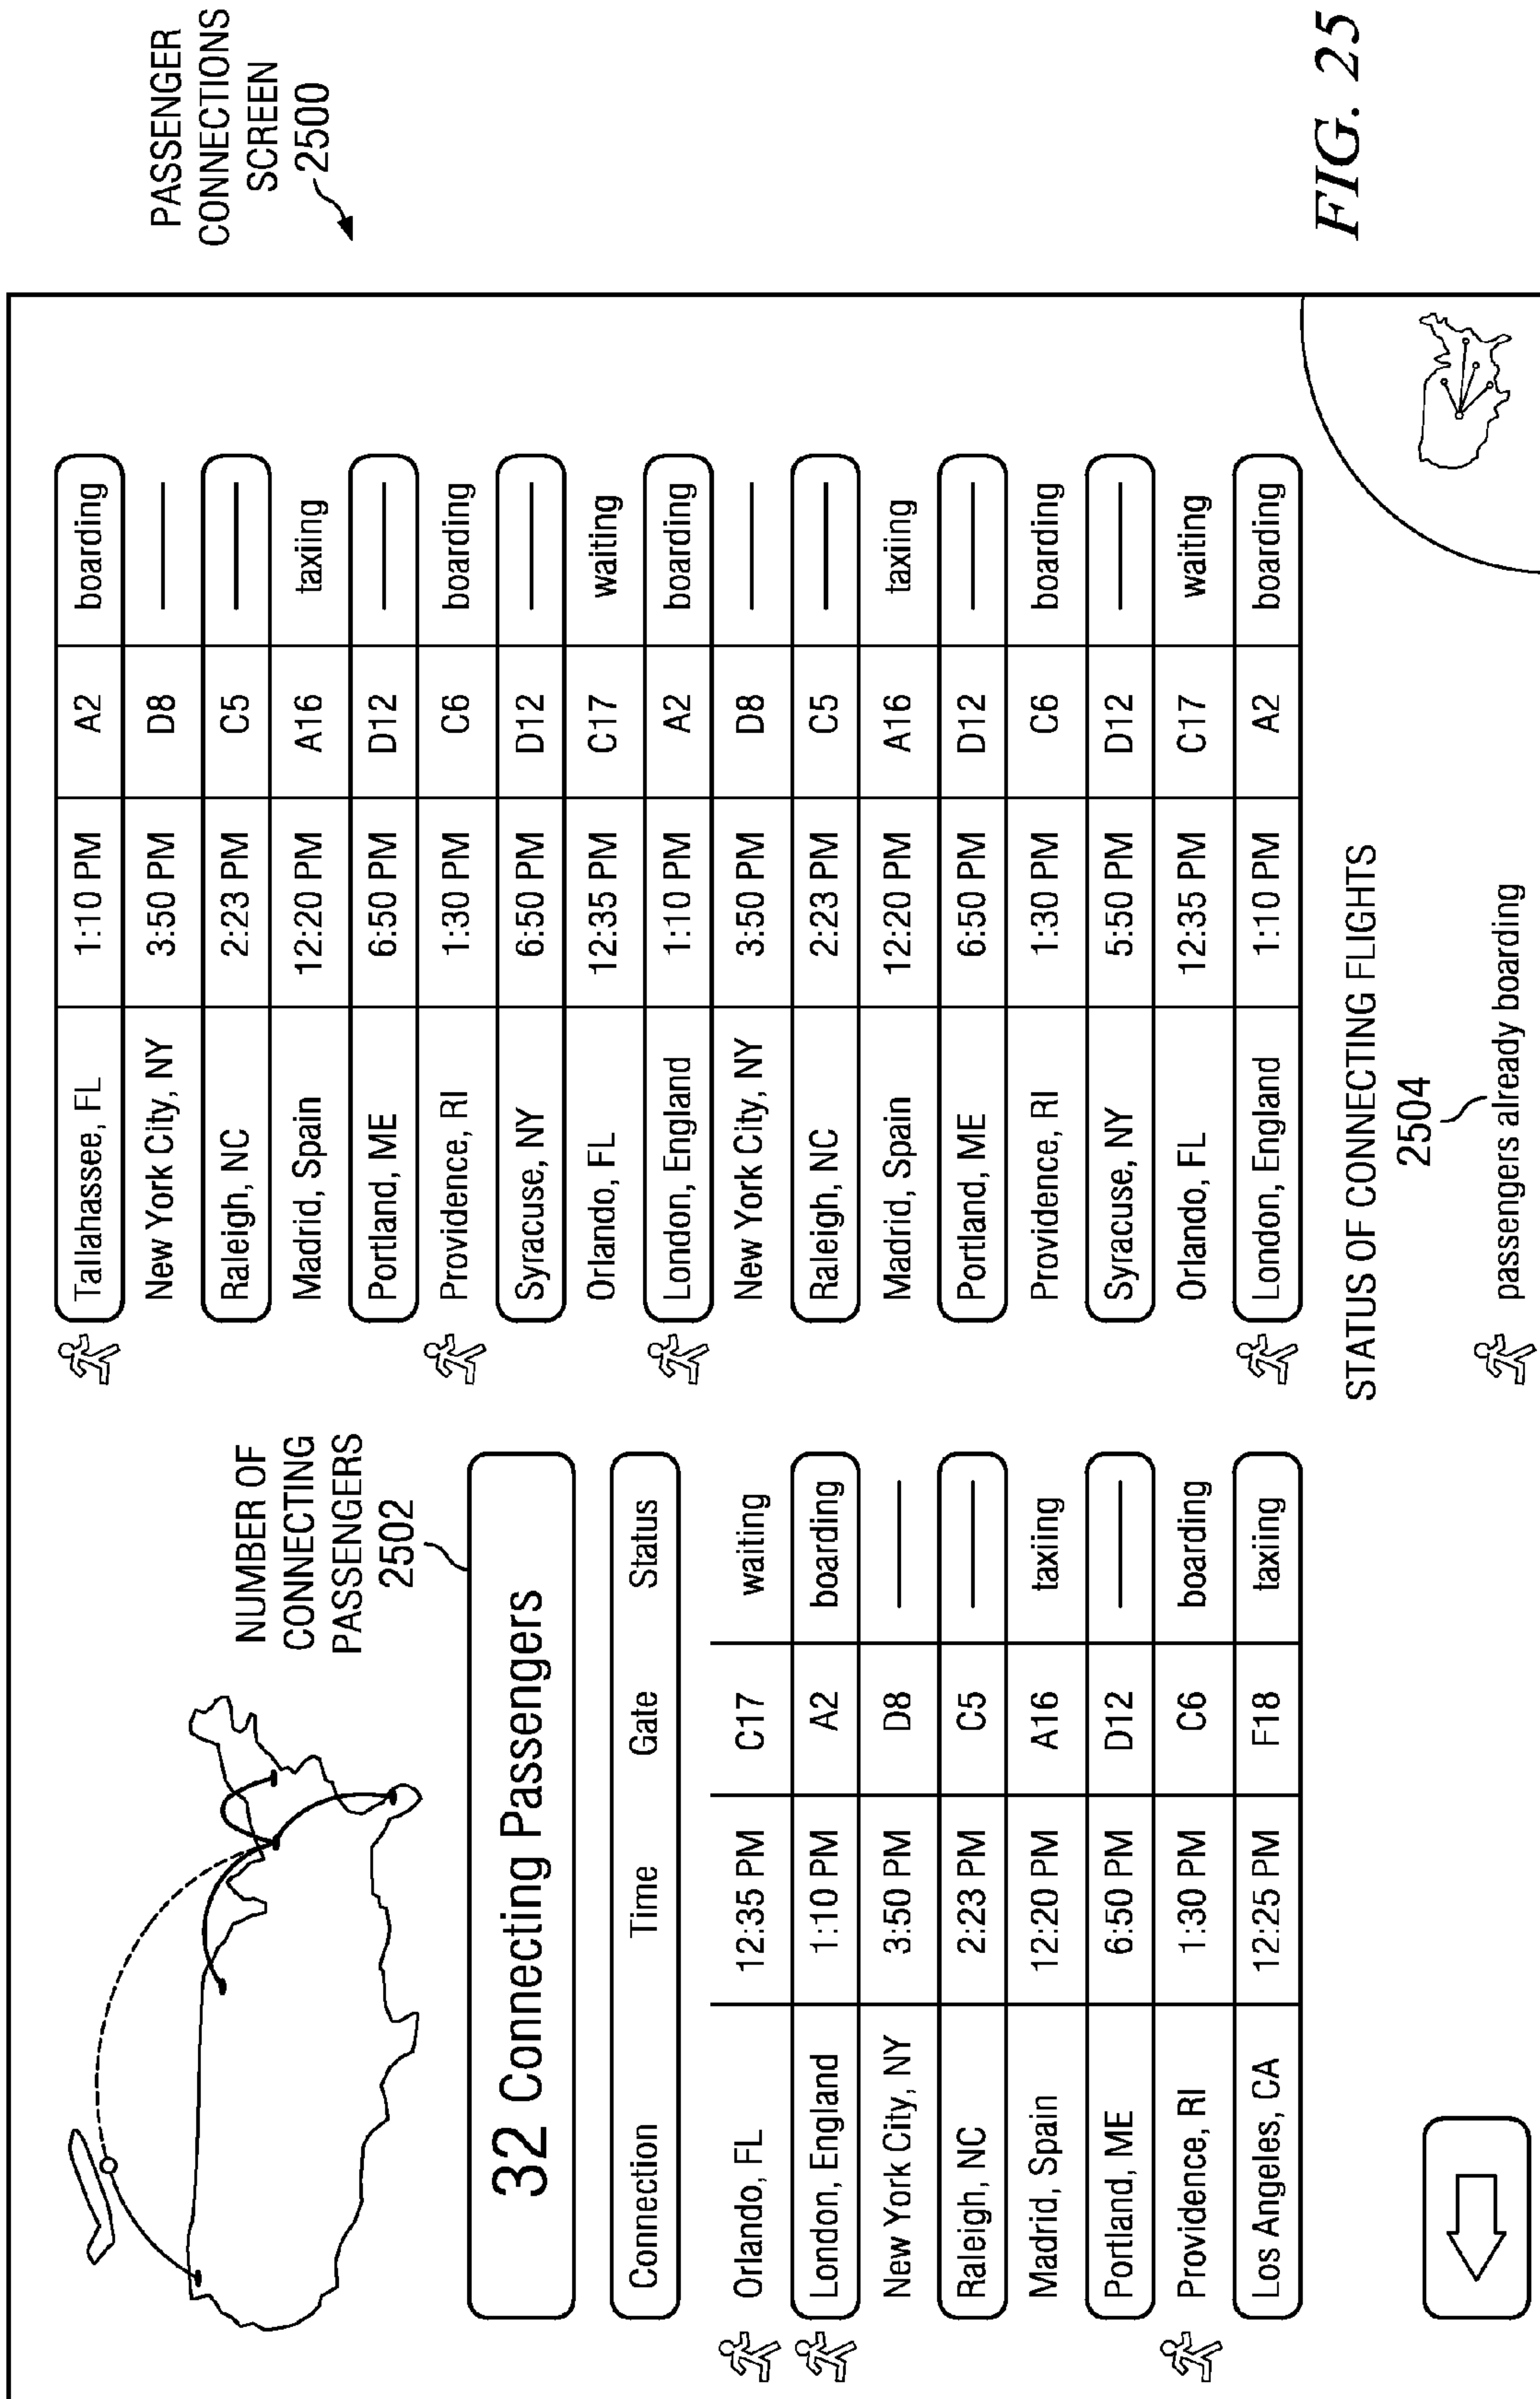 PASSENGER
CONNECTIONS
SCREEN
2500
NUMBER OF
CONNECTING
PASSENGERS
2502
32 Connecting Passengers
Connection Time Gate Status
Orlando, FL 12:35 PM C17 waiting
London, England 1:10 PM A2 boarding
New York City, NY 3:50 PM D8 ——
Raleigh, NC 2:23 PM C5 ——
Madrid, Spain 12:20 PM A16 taxiing
Portland, ME 6:50 PM D12 ——
Providence, RI 1:30 PM C6 boarding
Los Angeles, CA 12:25 PM F18 taxiing
Tallahassee, FL 1:10 PM A2 boarding
New York City, NY 3:50 PM D8 ——
Raleigh, NC 2:23 PM C5 ——
Madrid, Spain 12:20 PM A16 taxiing
Portland, ME 6:50 PM D12 ——
Providence, RI 1:30 PM C6 boarding
Syracuse, NY 6:50 PM D12 ——
Orlando, FL 12:35 PM C17 waiting
London, England 1:10 PM A2 boarding
New York City, NY 3:50 PM D8 ——
Raleigh, NC 2:23 PM C5 ——
Madrid, Spain 12:20 PM A16 taxiing
Portland, ME 6:50 PM D12 ——
Providence, RI 1:30 PM C6 boarding
Syracuse, NY 5:50 PM D12 ——
Orlando, FL 12:35 PM C17 waiting
London, England 1:10 PM A2 boarding
STATUS OF CONNECTING FLIGHTS
2504
passengers already boarding
FIG. 25